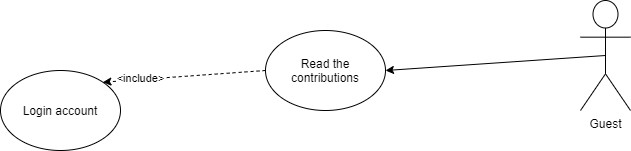 Read the
contributions
<include>
Login account
Guest